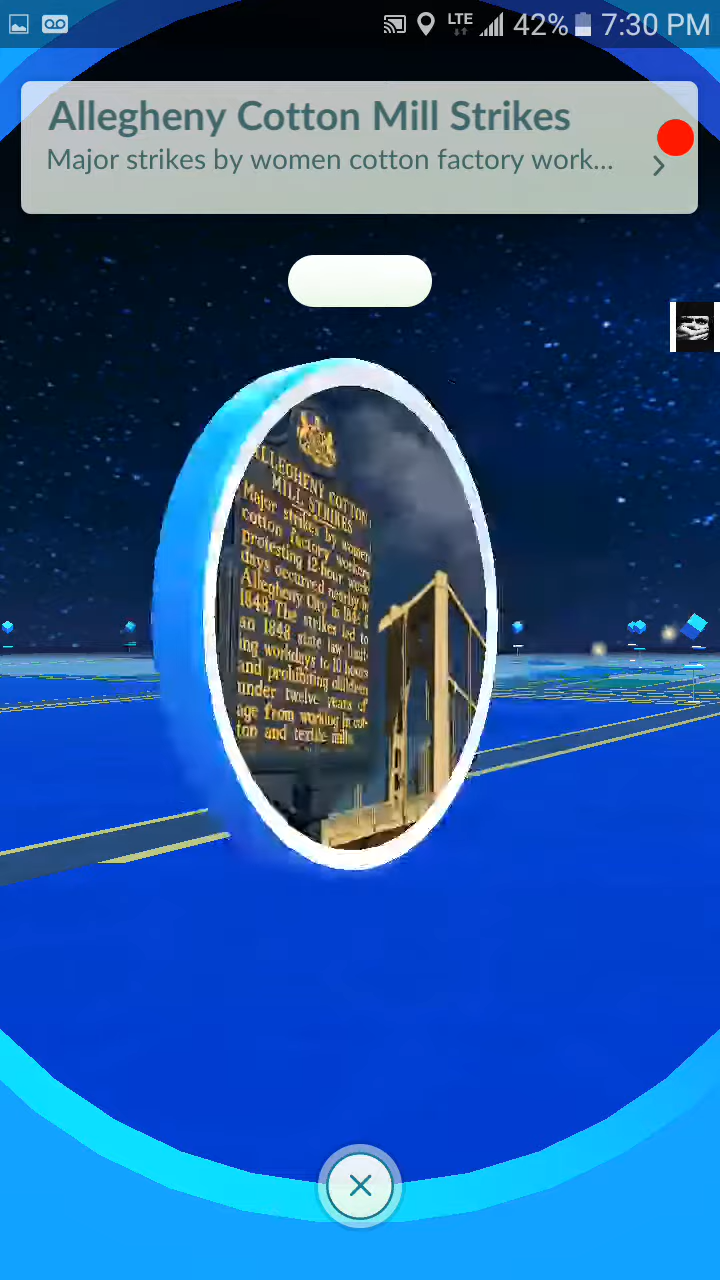 LTE 42% 7:30 PM
Allegheny Cotton Mill Strikes
Major strikes by women cotton factory work...
ALLEGHENY COTTON
MILL STRIKES
Major strikes by women
cotton factory workers
protesting 12-hour work
days occurred nearby in
Allegheny City in &
1848. The strikes led to
an 1848 state law limit-
ing workdays to 10 hours
and prohibiting children
under twelve years of
age from working in cot-
ton and textile mills.